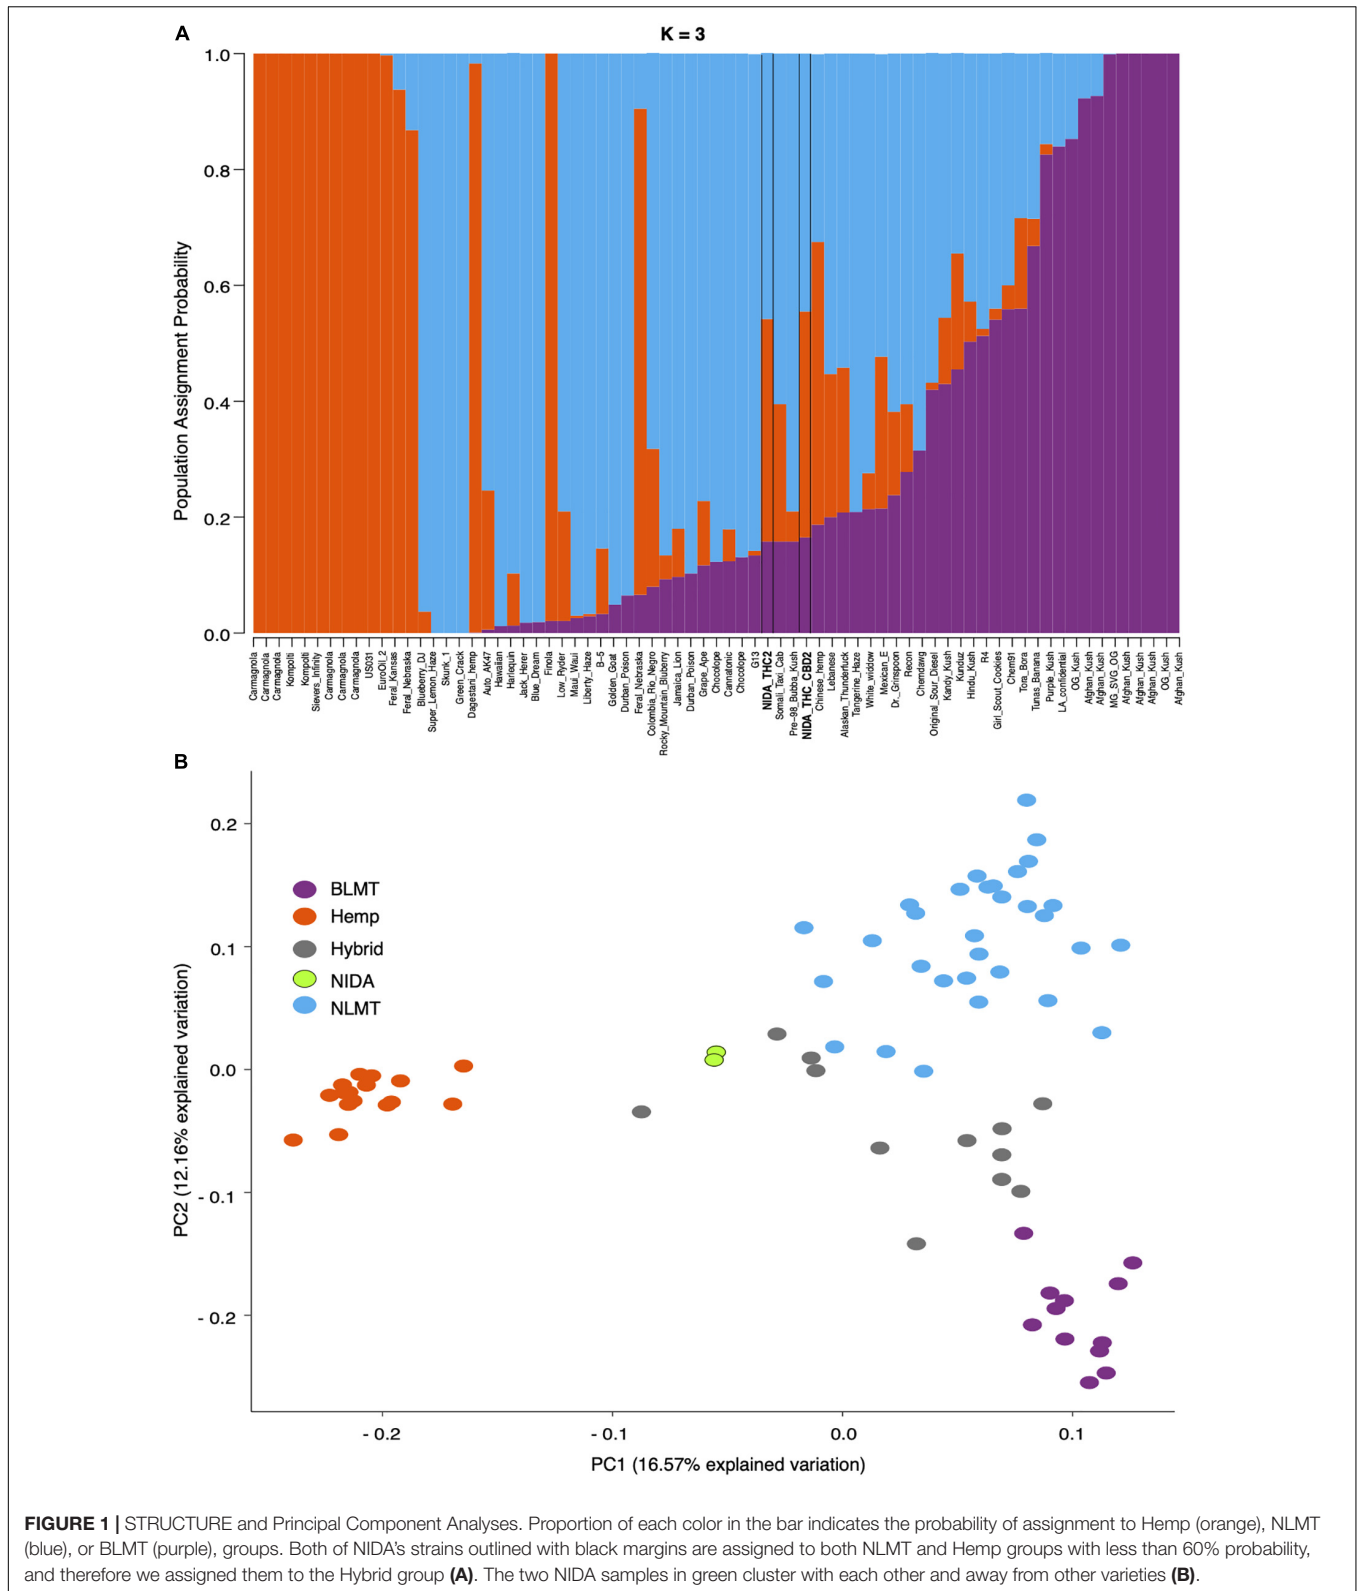 A
K = 3
Population Assignment Probability
1.0
0.8
0.6
0.4
0.2
0.0
Carmagnola
Carmagnola
Carmagnola
Kompolti
Kompolti
Sievers_Infinity
Carmagnola
Carmagnola
Carmagnola
USO31
EuroOil_2
Feral_Kansas
Feral_Nebraska
Blueberry_DJ
Super_Lemon_Haze
Skunk_1
Green_Crack
Dagestani_hemp
Auto_AK47
Hawaiian
Harlequin
Jack_Herer
Blue_Dream
Finola
Low_Ryder
Maui_Waui
Liberty_Haze
B-5
Golden_Goat
Durban_Poison
Feral_Nebraska
Colombia_Rio_Negro
Rocky_Mountain_Bluberry
Jamaica_Lion
Durban_Poison
Grape_Ape
Chocolope
Cannatonic
Chocdope
G13
NIDA_THC2
Somali_Taxi_Cab
Pre-98_Bubba_Kush
NIDA_THC_CBD2
Chinese_hemp
Lebanese
Alaskan_Thunderfuck
Tangerine_Haze
White_widdow
Mexican_E
Dr._Grinspoon
Recon
Chemdawg
Original_Sour_Diesel
Kandy_Kush
Kunduz
Hindu_Kush
R4
Girl_Scout_Cookies
Chem91
Tora_Bora
Tunas_Banana
Purple_Kush
LA_confidential
OG_Kush
Afghan_Kush
Afghan_Kush
MG_SVG_OG
Afghan_Kush
Afghan_Kush
Afghan_Kush
OG_Kush
Afghan_Kush
B
PC2 (12.16% explained variation)
0.2
0.1
0.0
- 0.1
- 0.2
BLMT
Hemp
Hybrid
NIDA
NLMT
- 0.2
- 0.1
0.0
0.1
PC1 (16.57% explained variation)
FIGURE 1 | STRUCTURE and Principal Component Analyses. Proportion of each color in the bar indicates the probability of assignment to Hemp (orange), NLMT
(blue), or BLMT (purple), groups. Both of NIDA's strains outlined with black margins are assigned to both NLMT and Hemp groups with less than 60% probability,
and therefore we assigned them to the Hybrid group (A). The two NIDA samples in green cluster with each other and away from other varieties (B).